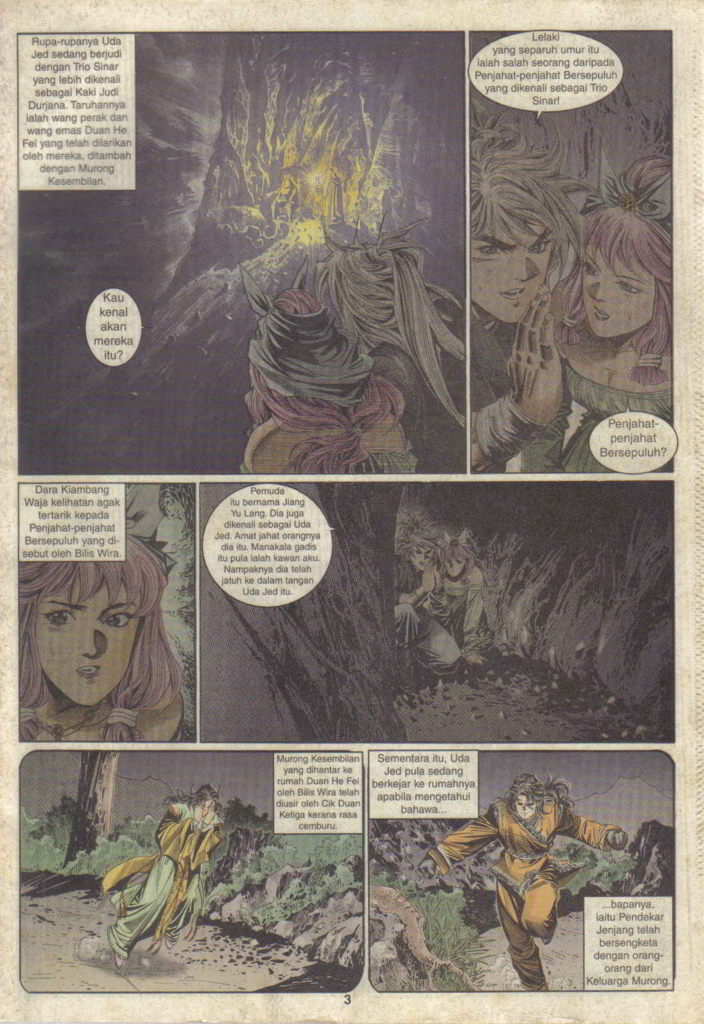 Rupa-rupanya Uda
Jed sedang berjudi
dengan Trio Sinar
yang lebih dikenali
sebagai Kaki Judi
Durjana. Taruhannya
ialah wang perak dan
wang emas Duan He
Fei yang telah dilarikan
oleh mereka, ditambah
dengan Murong
Kesembilan.
Kau
kenal
akan
mereka
itu?
Lelaki
yang separuh umur itu
ialah salah seorang daripada
Penjahat-penjahat Bersepuluh
yang dikenali sebagai Trio
Sinar!
Penjahat-
penjahat
Bersepuluh?
Dara Kiambang
Waja kelihatan agak
tertarik kepada
Penjahat-penjahat
Bersepuluh yang di-
sebut oleh Bilis Wira.
Pemuda
itu bernama Jiang
Yu Lang. Dia juga
dikenali sebagai Uda
Jed. Amat jahat orangnya
dia itu. Manakala gadis
itu pula ialah kawan aku.
Nampaknya dia telah
jatuh ke dalam tangan
Uda Jed itu.
Murong Kesembilan
yang dihantar ke
rumah Duan He Fei
oleh Bilis Wira telah
diusir oleh Cik Duan
Ketiga kerana rasa
cemburu.
Sementara itu, Uda
Jed pula sedang
berkejar ke rumahnya
apabila mengetahui
bahawa...
...bapanya,
iaitu Pendekar
Jenjang telah
bersengketa
dengan orang-
orang dari
Keluarga Murong.
3